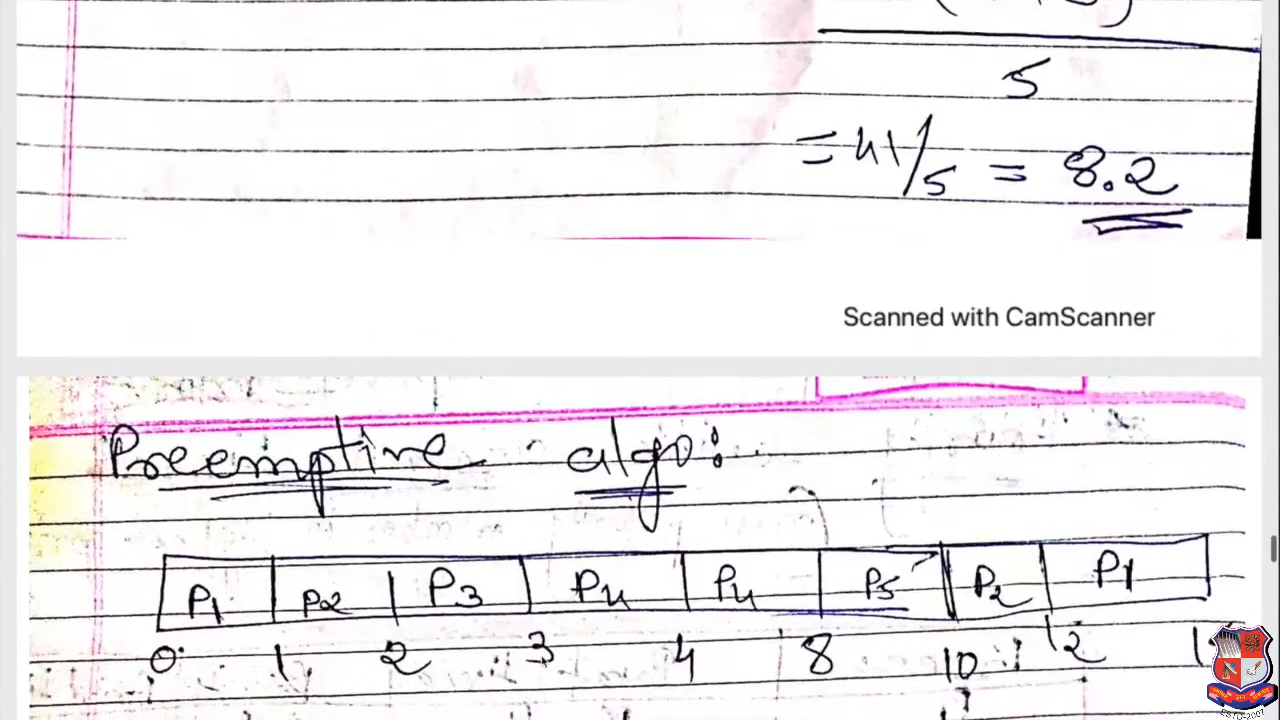 5
= 41/5 = 8.2
Scanned with CamScanner
Preemptive algo:
P1 P2 P3 P4 P4 P5 P2 P1
0 1 2 3 4 8 10 12 1